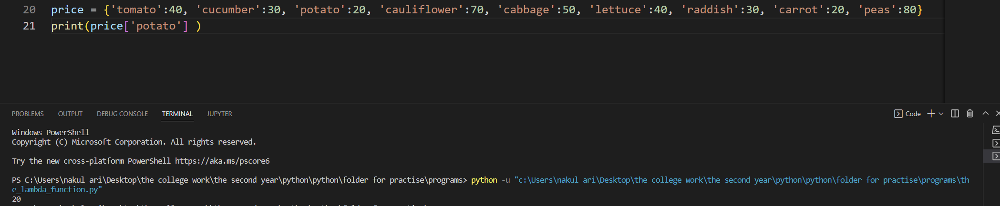 20 price = {'tomato':40, 'cucumber':30, 'potato':20, 'cauliflower':70, 'cabbage':50, 'lettuce':40, 'raddish':30, 'carrot':20, 'peas':80}
21 print(price['potato'] )
PROBLEMS OUTPUT DEBUG CONSOLE TERMINAL JUPYTER Code
Windows PowerShell
Copyright (C) Microsoft Corporation. All rights reserved.
Try the new cross-platform PowerShell https://aka.ms/pscore6
PS C:\Users\nakul ari\Desktop\the college work\the second year\python\python\folder for practise\programs> python -u "c:\Users\nakul ari\Desktop\the college work\the second year\python\python\folder for practise\programs\th
e_lambda_function.py"
20